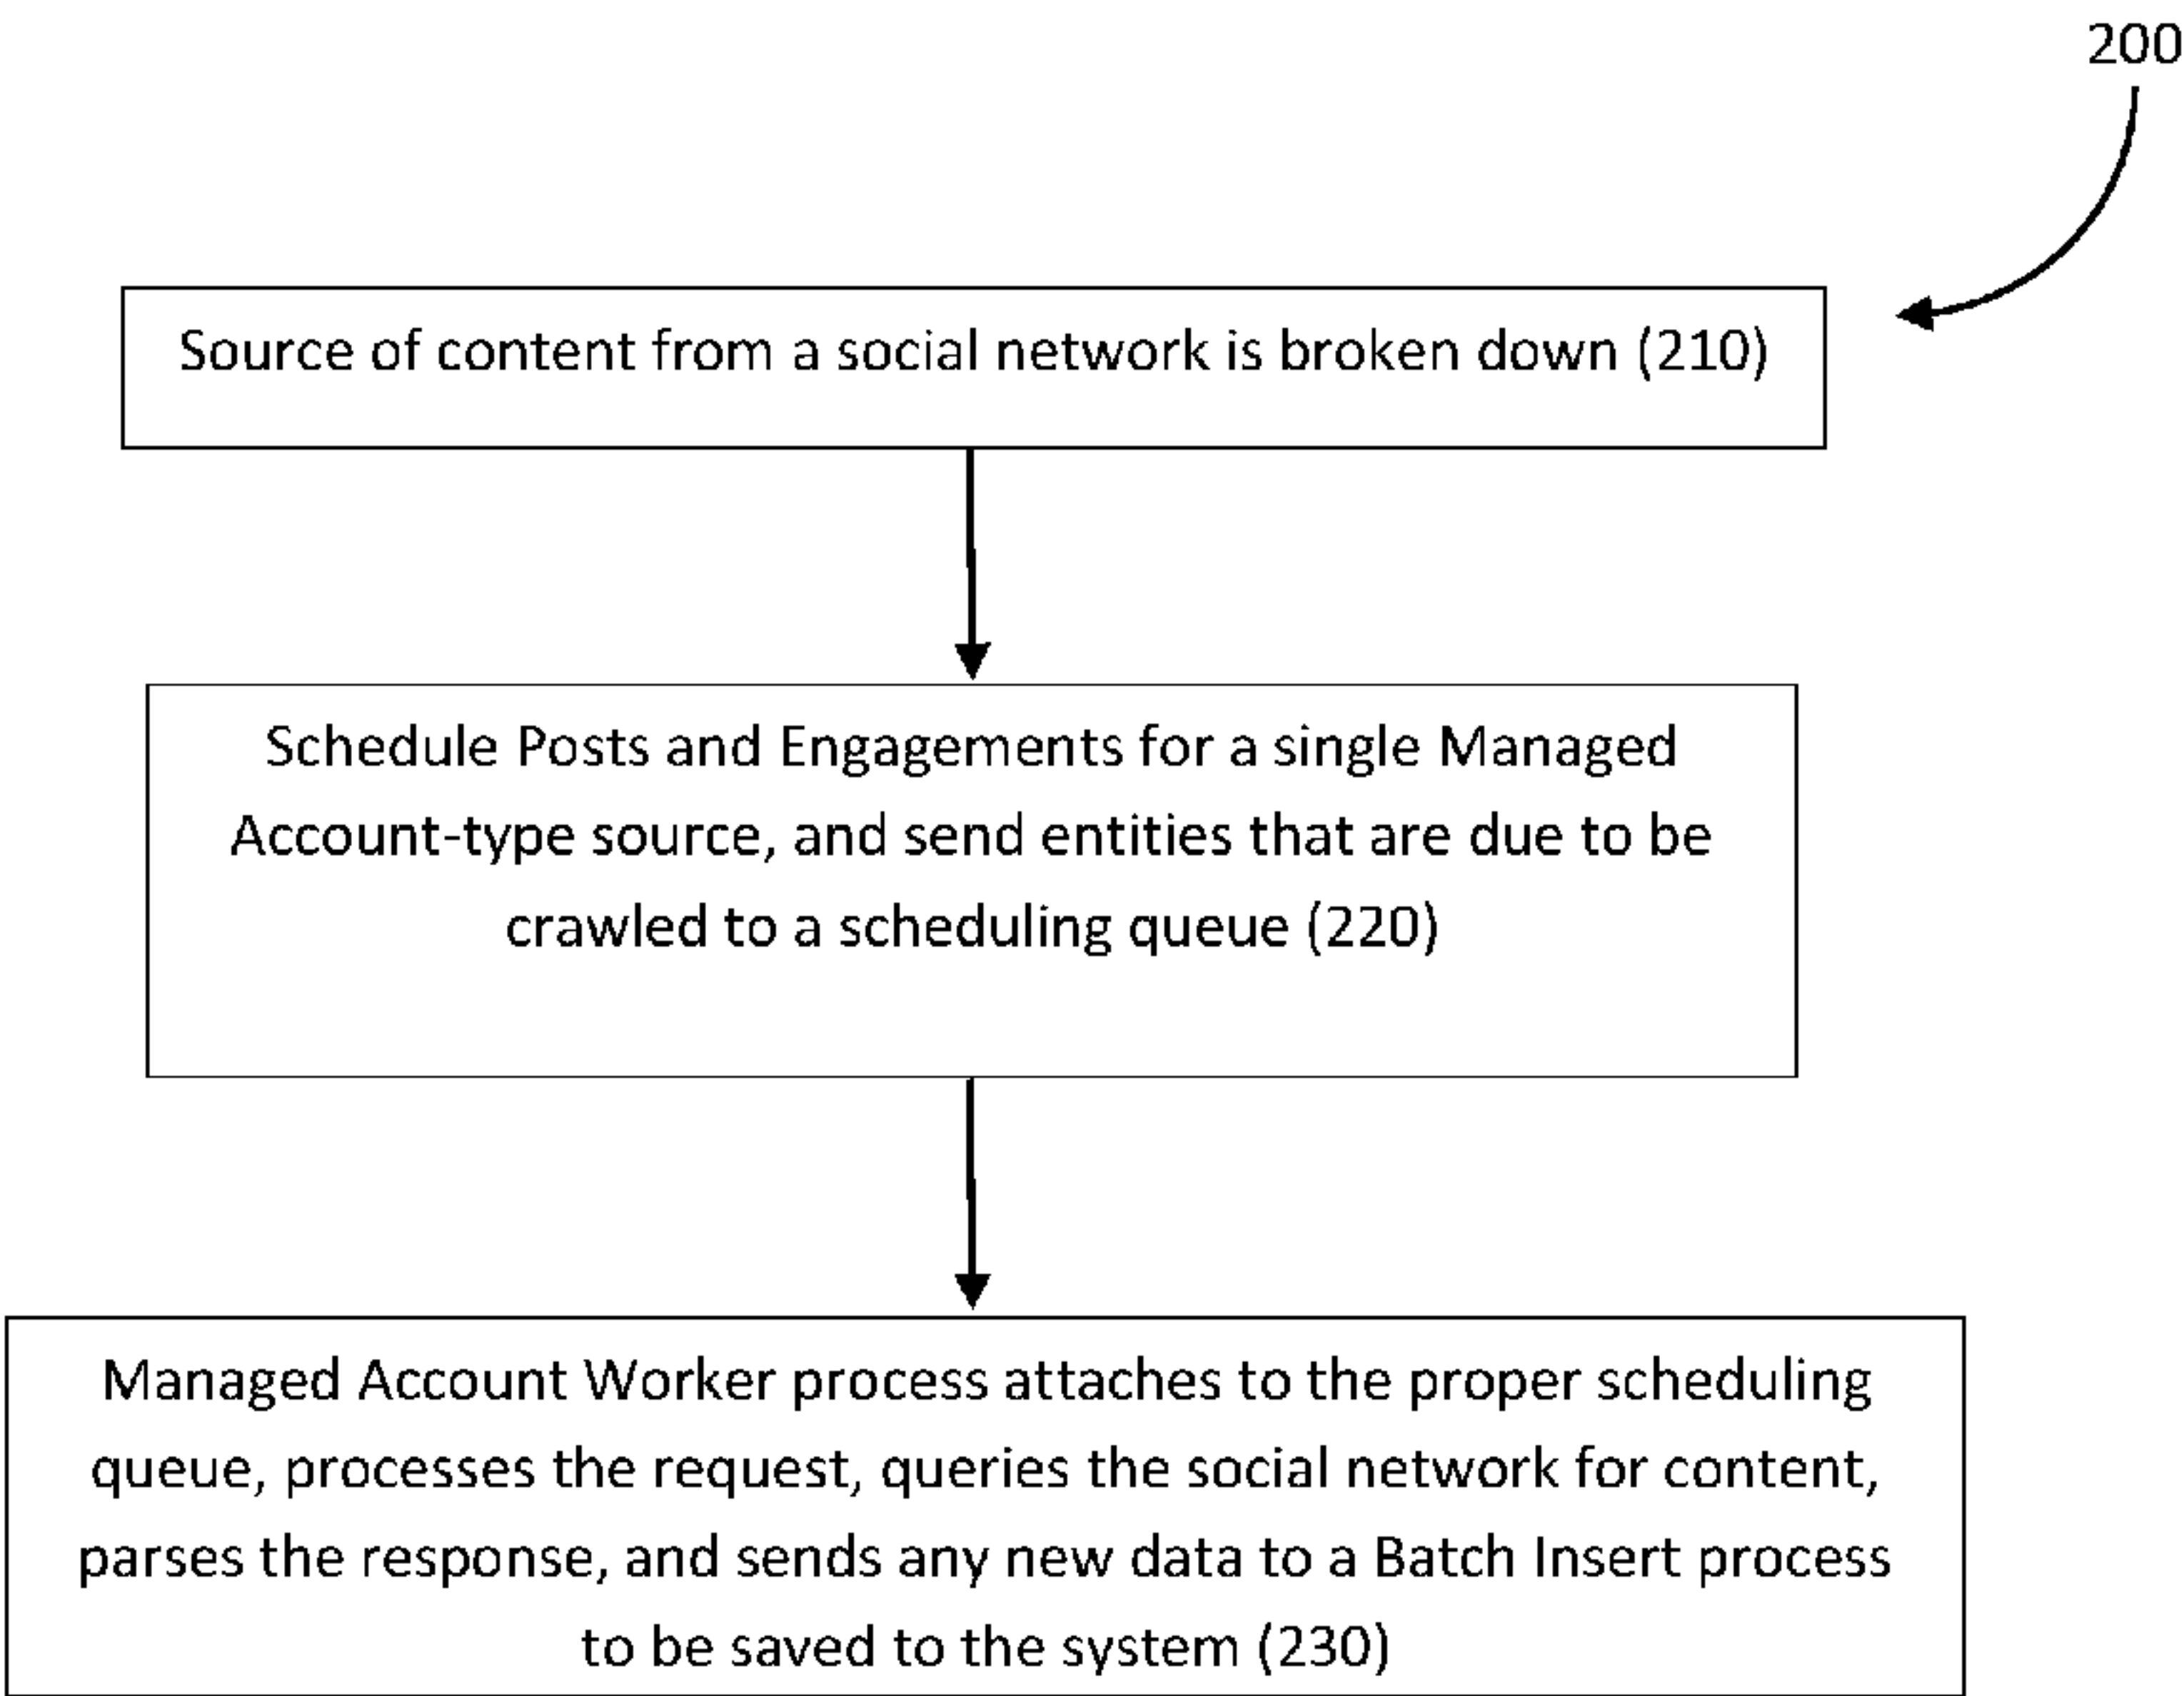 200
Source of content from a social network is broken down (210)
Schedule Posts and Engagements for a single Managed
Account-type source, and send entities that are due to be
crawled to a scheduling queue (220)
Managed Account Worker process attaches to the proper scheduling
queue, processes the request, queries the social network for content,
parses the response, and sends any new data to a Batch Insert process
to be saved to the system (230)